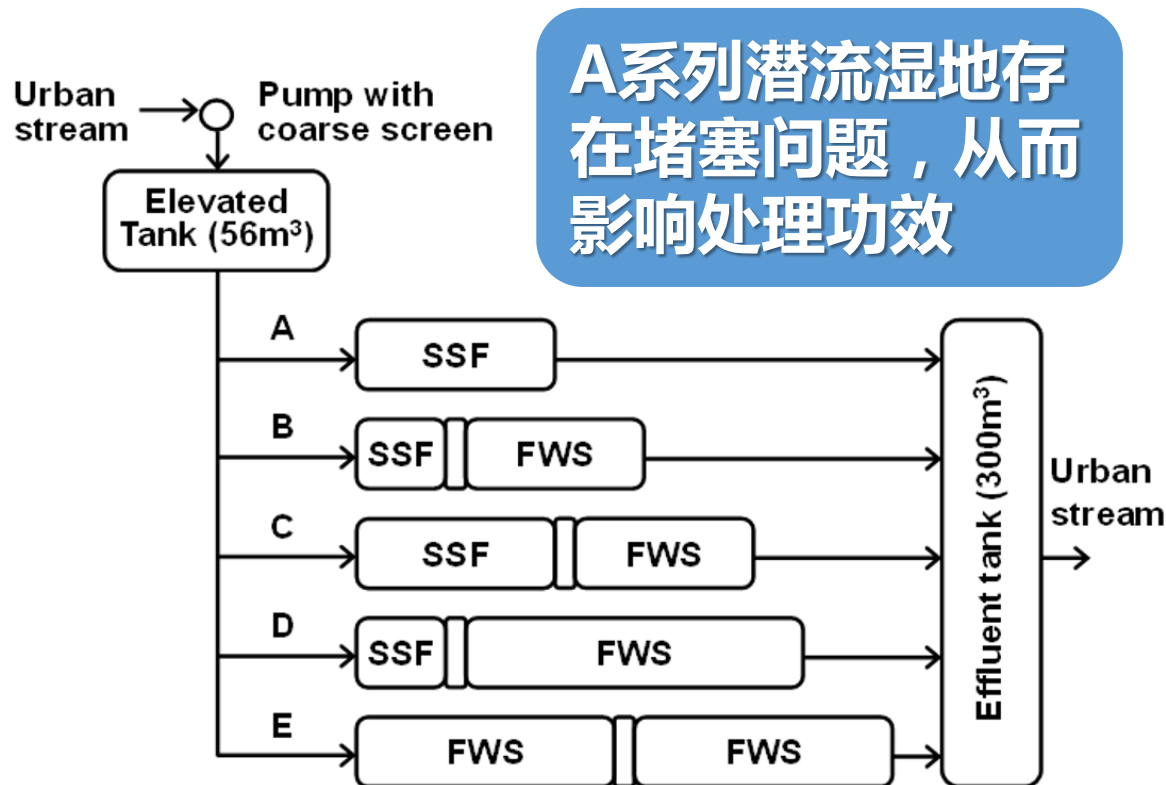 A系列潜流湿地存
在堵塞问题，从而
影响处理功效
Urban
stream
Pump with
coarse screen
Elevated
Tank (56m³)
A
SSF
B
SSF
FWS
C
SSF
FWS
D
SSF
FWS
E
FWS
FWS
Effluent tank (300m³)
Urban
stream